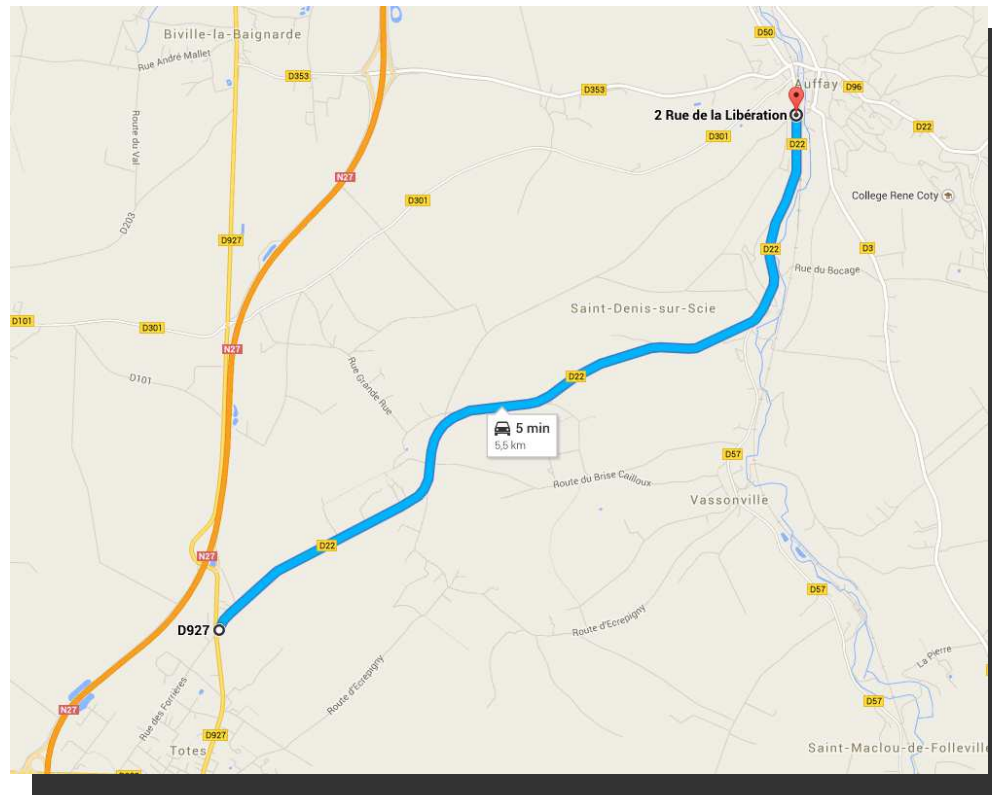 D50
Biville-la-Baignarde
Rue André Mallet
D353
Auffay
D96
D353
2 Rue de la Libération
D22
Route du Val
D301
D22
N27
College Rene Coty
D301
D203
D927
D3
D22
Rue du Bocage
Saint-Denis-sur-Scie
D101
D301
N27
D101
Rue Grande Rue
D22
5 min
5,5 km
D57
Route du Brise Cailloux
Vassonville
D22
N27
D57
D927
Route d'Ecrepigny
La Pierre
Route d'Ecrepigny
Rue des Forrières
D57
N27
D927
Totes
Saint-Maclou-de-Follevill